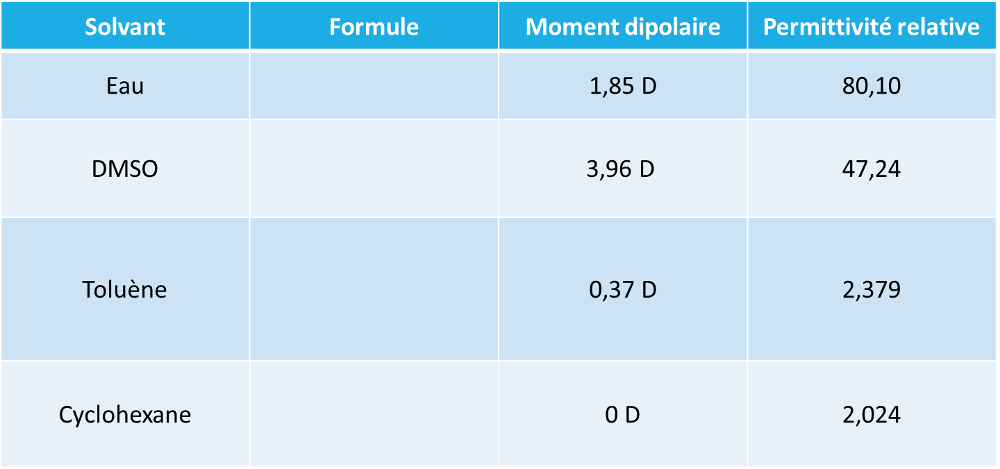 Solvant Formule Moment dipolaire Permittivité relative
Eau 1,85 D 80,10
DMSO 3,96 D 47,24
Toluène 0,37 D 2,379
Cyclohexane 0 D 2,024